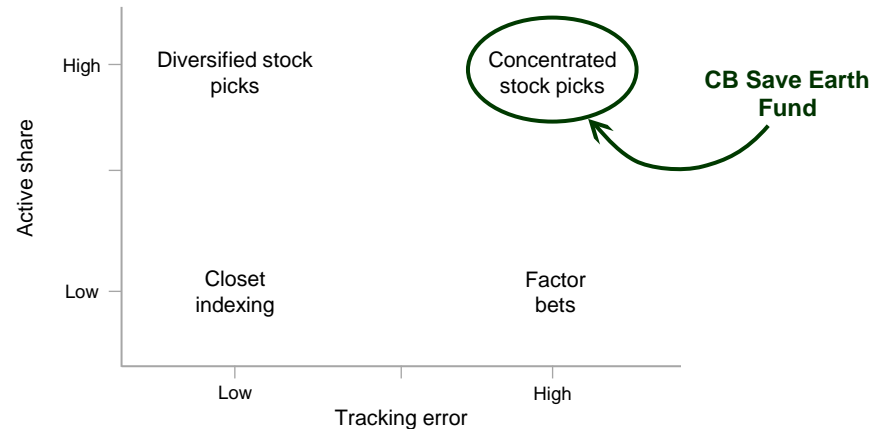 High
Diversified stock
picks
Concentrated
stock picks
CB Save Earth
Fund
Active share
Low
Closet
indexing
Factor
bets
Low
High
Tracking error